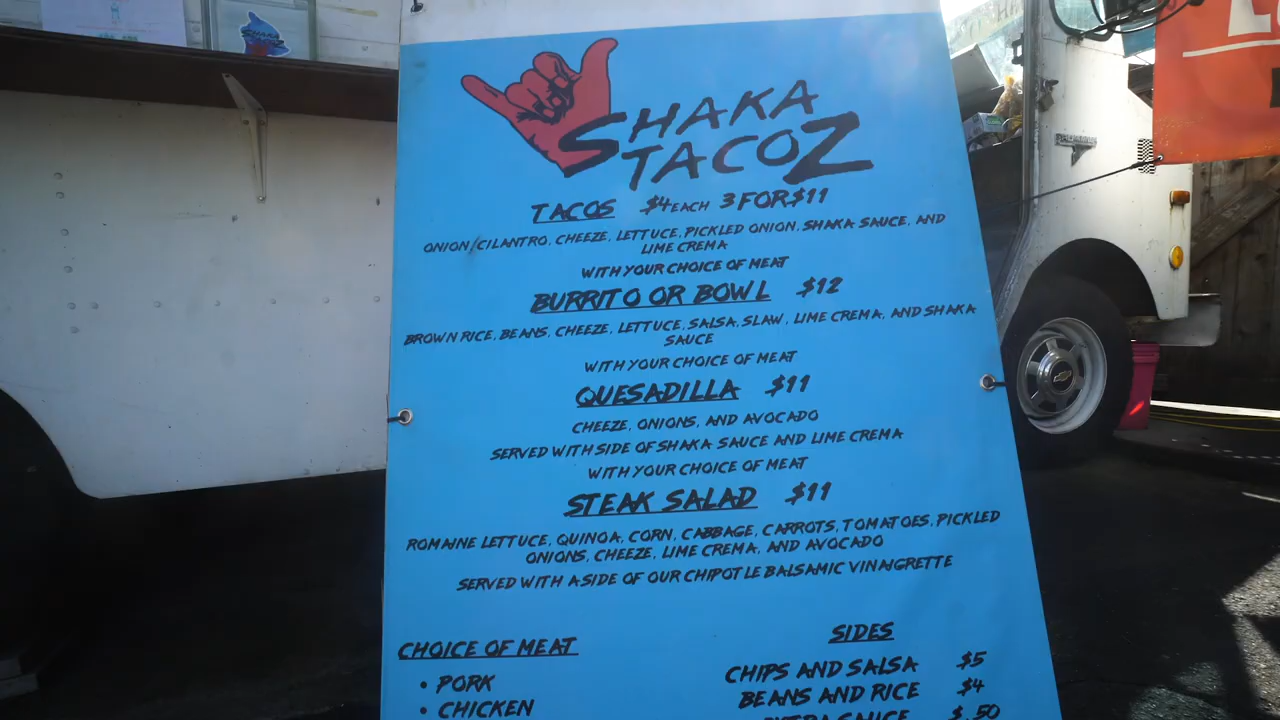 SHAKA
TACOZ
TACOS $4 EACH 3 FOR $11
ONION/CILANTRO, CHEEZE, LETTUCE, PICKLED ONION, SHAKA SAUCE, AND
LIME CREMA
WITH YOUR CHOICE OF MEAT
BURRITO OR BOWL $12
BROWN RICE, BEANS, CHEEZE, LETTUCE, SALSA, SLAW, LIME CREMA, AND SHAKA
SAUCE
WITH YOUR CHOICE OF MEAT
QUESADILLA $11
CHEEZE, ONIONS, AND AVOCADO
SERVED WITH SIDE OF SHAKA SAUCE AND LIME CREMA
WITH YOUR CHOICE OF MEAT
STEAK SALAD $11
ROMAINE LETTUCE, QUINOA, CORN, CABBAGE, CARROTS, TOMATOES, PICKLED
ONIONS, CHEEZE, LIME CREMA, AND AVOCADO
SERVED WITH A SIDE OF OUR CHIPOTLE BALSAMIC VINAIGRETTE
CHOICE OF MEAT
• PORK
• CHICKEN
SIDES
CHIPS AND SALSA $5
BEANS AND RICE $4
EXTRA SAUCE $.50